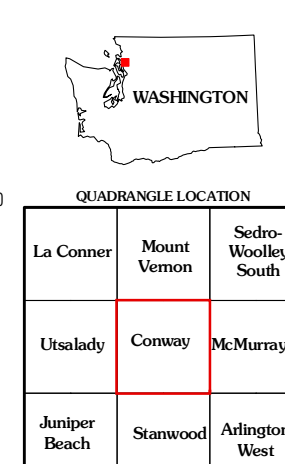 WASHINGTON
QUADRANGLE LOCATION
La Conner
Mount
Vernon
Sedro-
Woolley
South
Utsalady
Conway
McMurray
Juniper
Beach
Stanwood
Arlington
West